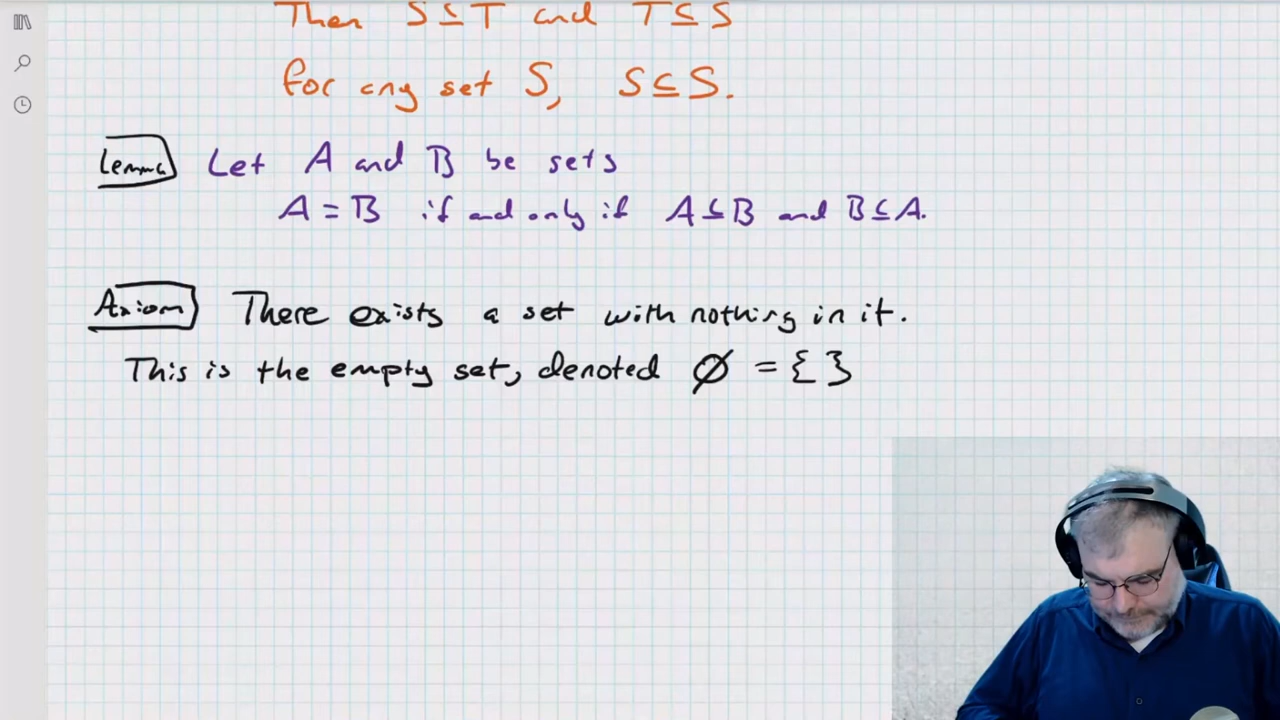 Then S ⊆ T and T ⊆ S
for any set S, S ⊆ S.
Lemma Let A and B be sets
A = B if and only if A ⊆ B and B ⊆ A.
Axiom There exists a set with nothing in it.
This is the empty set, denoted ∅ = { }